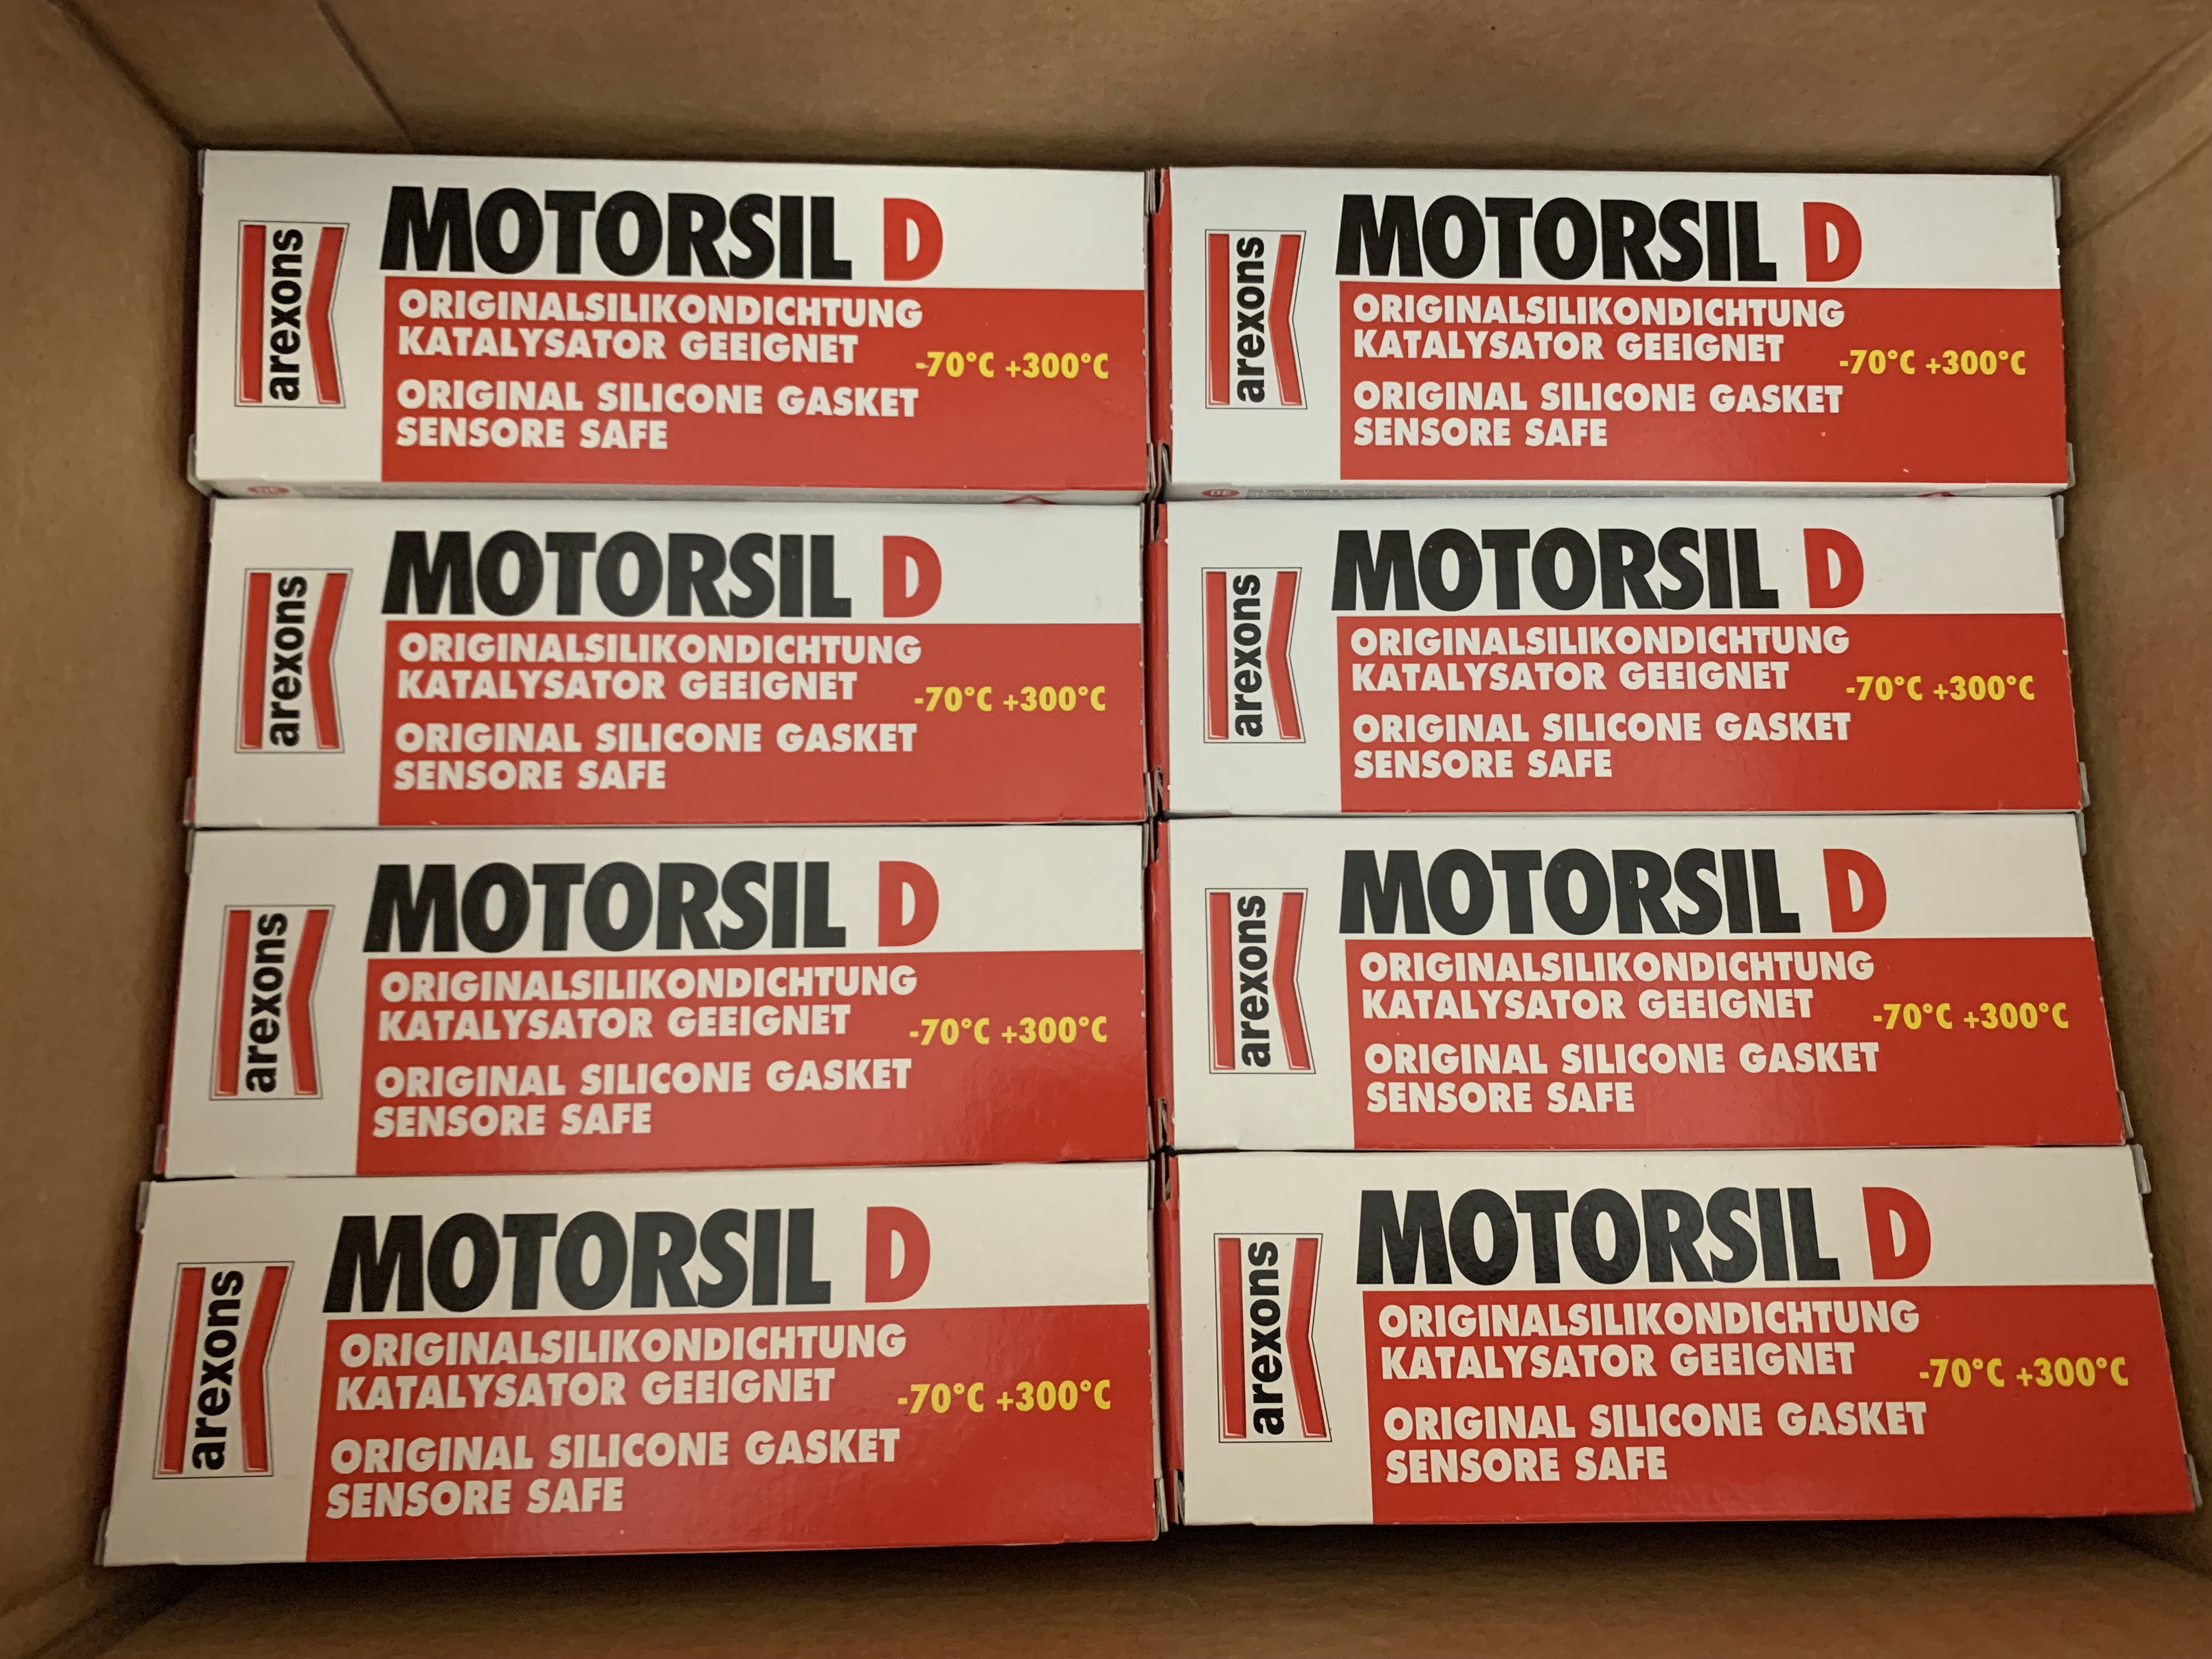 arexons
MOTORSIL D
ORIGINALSILIKONDICHTUNG
KATALYSATOR GEEIGNET
-70°C +300°C
ORIGINAL SILICONE GASKET
SENSORE SAFE
DE
arexons
MOTORSIL D
ORIGINALSILIKONDICHTUNG
KATALYSATOR GEEIGNET
-70°C +300°C
ORIGINAL SILICONE GASKET
SENSORE SAFE
DE
arexons
MOTORSIL D
ORIGINALSILIKONDICHTUNG
KATALYSATOR GEEIGNET
-70°C +300°C
ORIGINAL SILICONE GASKET
SENSORE SAFE
arexons
MOTORSIL D
ORIGINALSILIKONDICHTUNG
KATALYSATOR GEEIGNET
-70°C +300°C
ORIGINAL SILICONE GASKET
SENSORE SAFE
arexons
MOTORSIL D
ORIGINALSILIKONDICHTUNG
KATALYSATOR GEEIGNET
-70°C +300°C
ORIGINAL SILICONE GASKET
SENSORE SAFE
arexons
MOTORSIL D
ORIGINALSILIKONDICHTUNG
KATALYSATOR GEEIGNET
-70°C +300°C
ORIGINAL SILICONE GASKET
SENSORE SAFE
arexons
MOTORSIL D
ORIGINALSILIKONDICHTUNG
KATALYSATOR GEEIGNET
-70°C +300°C
ORIGINAL SILICONE GASKET
SENSORE SAFE
arexons
MOTORSIL D
ORIGINALSILIKONDICHTUNG
KATALYSATOR GEEIGNET
-70°C +300°C
ORIGINAL SILICONE GASKET
SENSORE SAFE